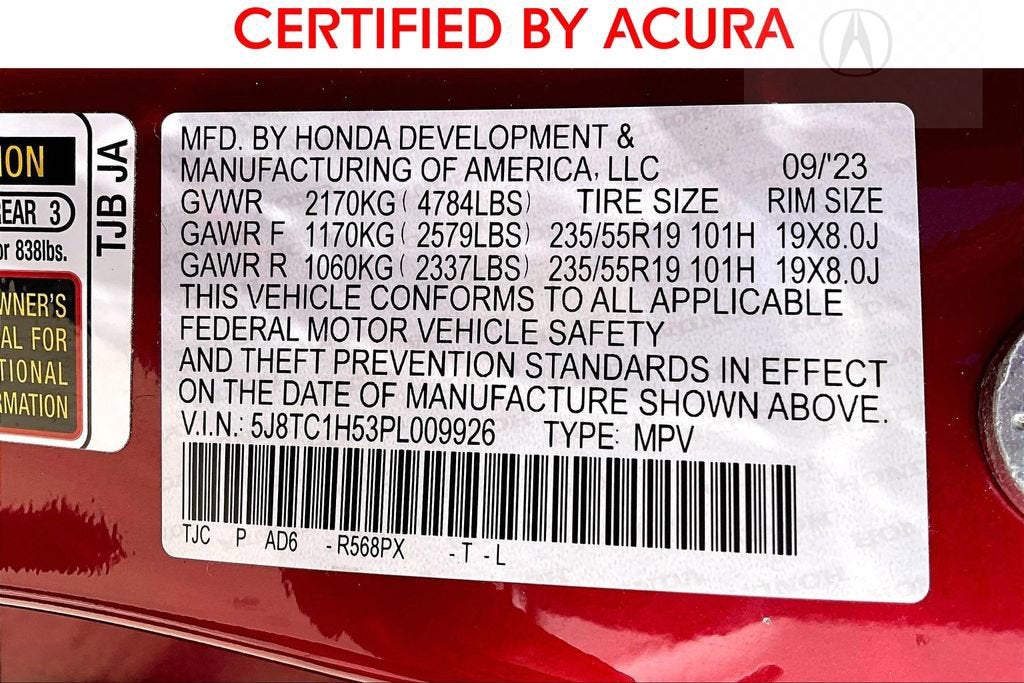 CERTIFIED BY ACURA
ION
EAR 3
or 838lbs.
WNER'S
AL FOR
TIONAL
RMATION
TJB JA
MFD. BY HONDA DEVELOPMENT &
MANUFACTURING OF AMERICA, LLC 09/'23
GVWR 2170KG ( 4784LBS) TIRE SIZE RIM SIZE
GAWR F 1170KG ( 2579LBS) 235/55R19 101H 19X8.0J
GAWR R 1060KG ( 2337LBS) 235/55R19 101H 19X8.0J
THIS VEHICLE CONFORMS TO ALL APPLICABLE
FEDERAL MOTOR VEHICLE SAFETY
AND THEFT PREVENTION STANDARDS IN EFFECT
ON THE DATE OF MANUFACTURE SHOWN ABOVE.
V.I.N.: 5J8TC1H53PL009926 TYPE: MPV
TJC P AD6 -R568PX -T -L